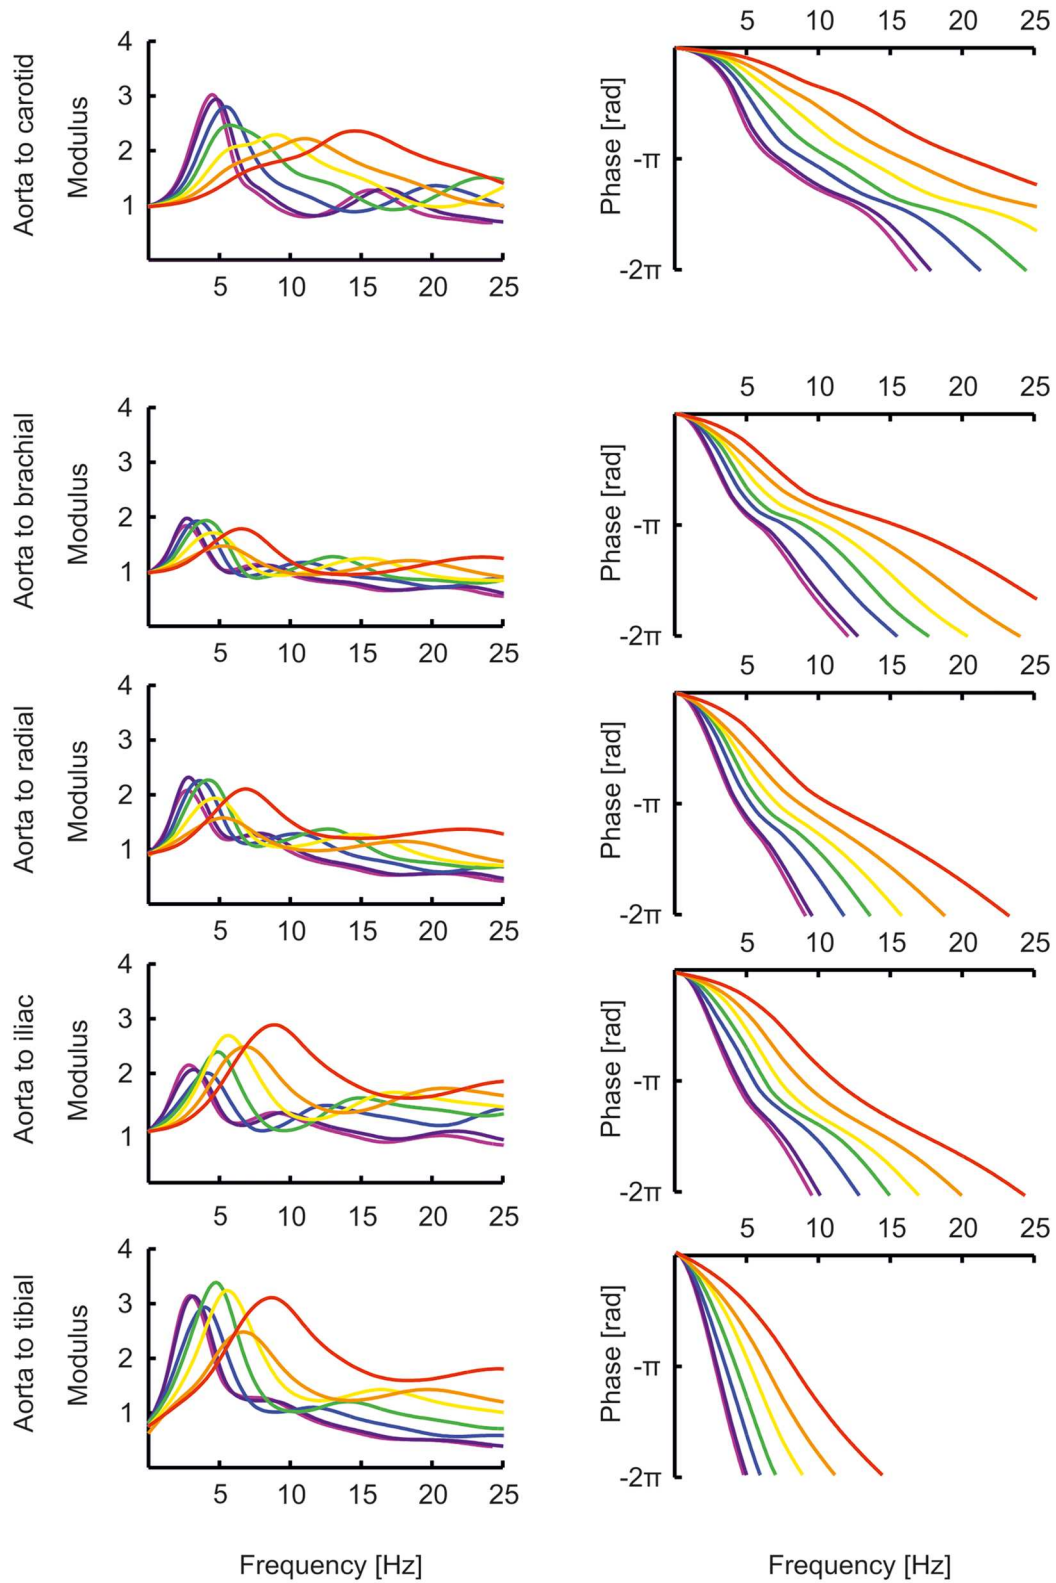 Aorta to carotid
Modulus
4
3
2
1
5 10 15 20 25
Phase [rad]
5 10 15 20 25
-π
-2π
Aorta to brachial
Modulus
4
3
2
1
5 10 15 20 25
Phase [rad]
5 10 15 20 25
-π
-2π
Aorta to radial
Modulus
4
3
2
1
5 10 15 20 25
Phase [rad]
5 10 15 20 25
-π
-2π
Aorta to iliac
Modulus
4
3
2
1
5 10 15 20 25
Phase [rad]
5 10 15 20 25
-π
-2π
Aorta to tibial
Modulus
4
3
2
1
5 10 15 20 25
Phase [rad]
5 10 15 20 25
-π
-2π
Frequency [Hz]
Frequency [Hz]